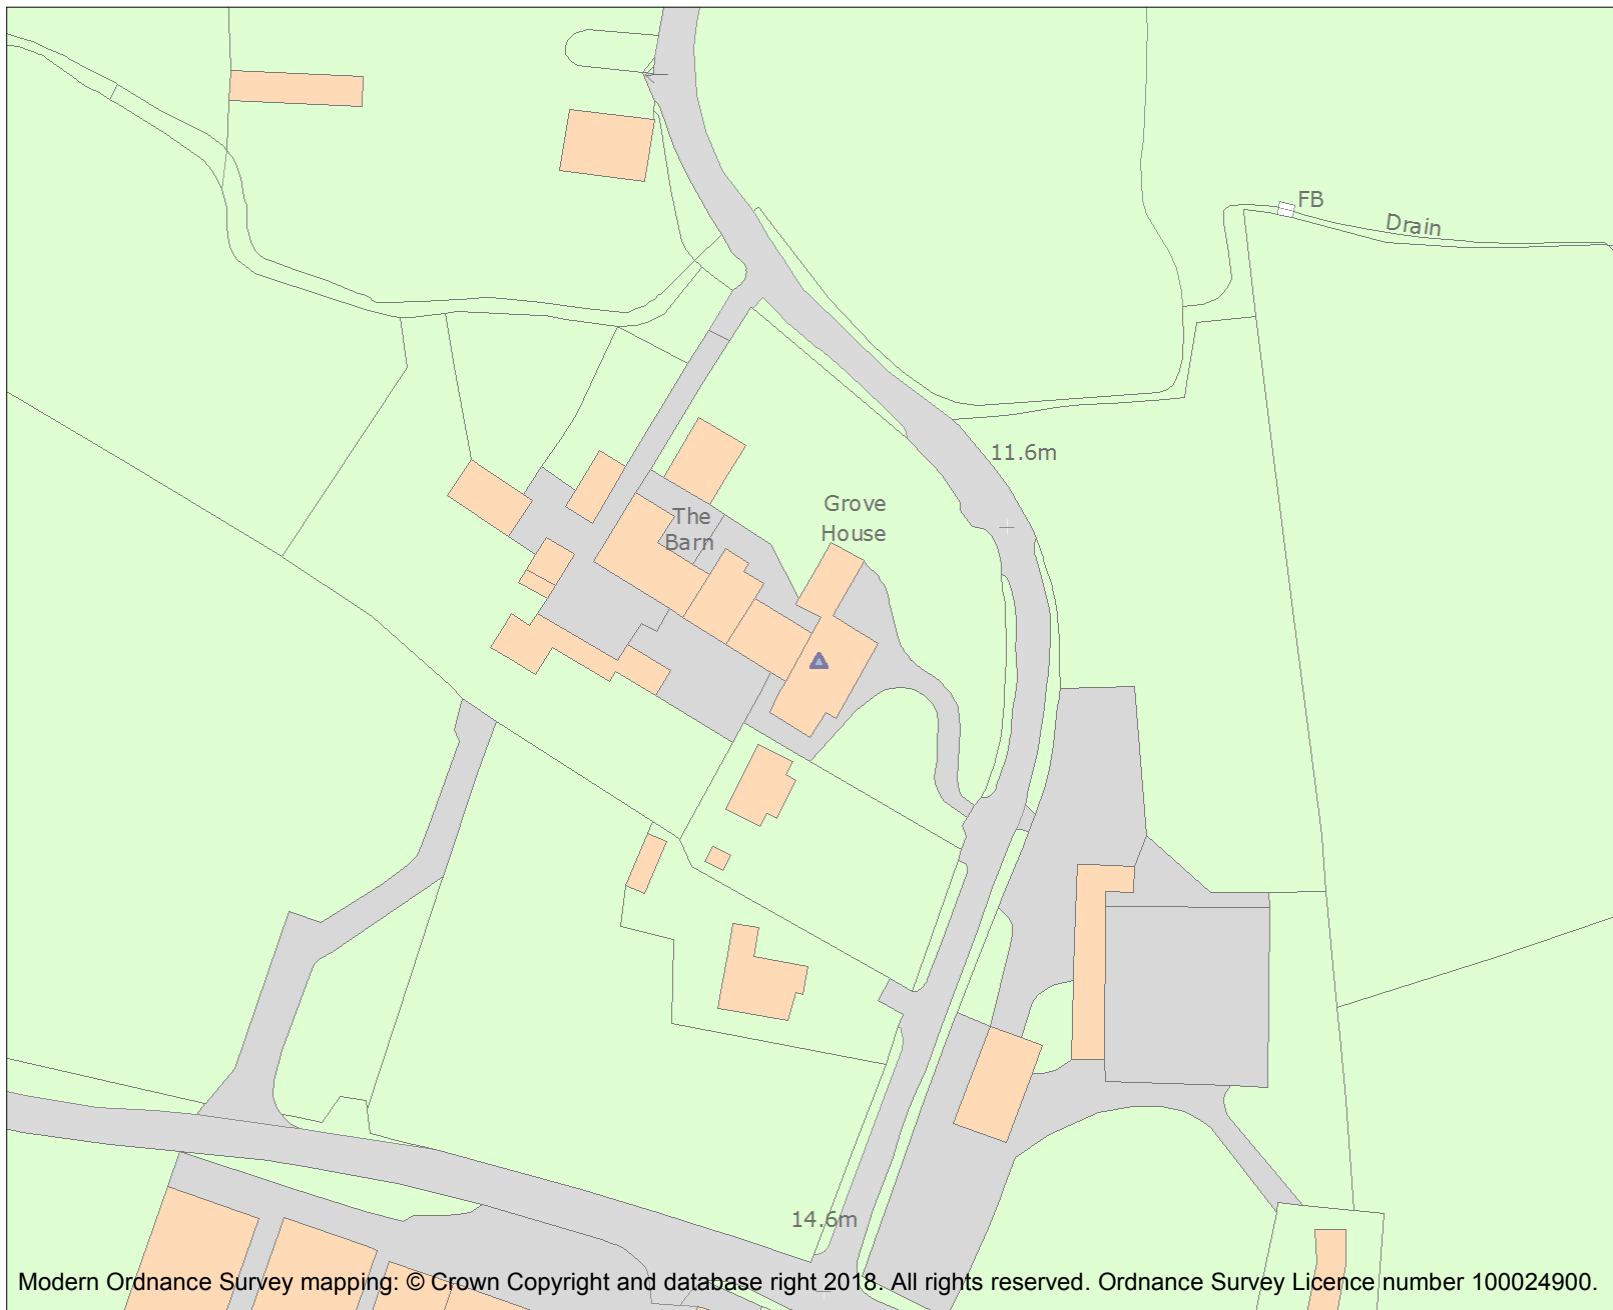 FB
Drain
11.6m
Grove
House
The
Barn
14.6m
Modern Ordnance Survey mapping: © Crown Copyright and database right 2018. All rights reserved. Ordnance Survey Licence number 100024900.